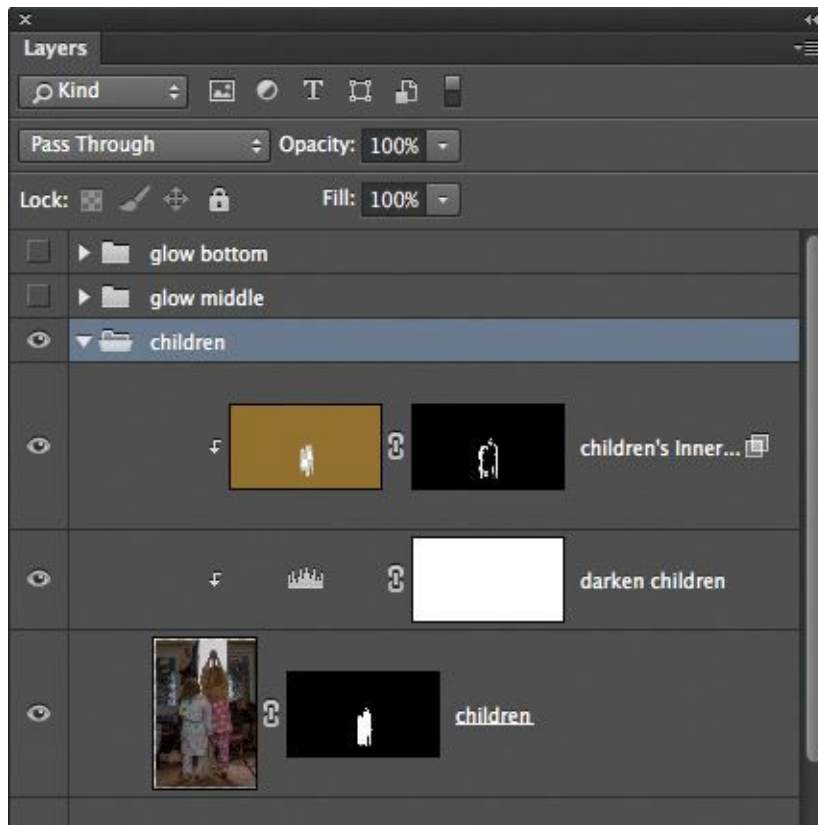 Layers
Kind T
Pass Through Opacity: 100%
Lock: Fill: 100%
glow bottom
glow middle
children
children's Inner...
darken children
children